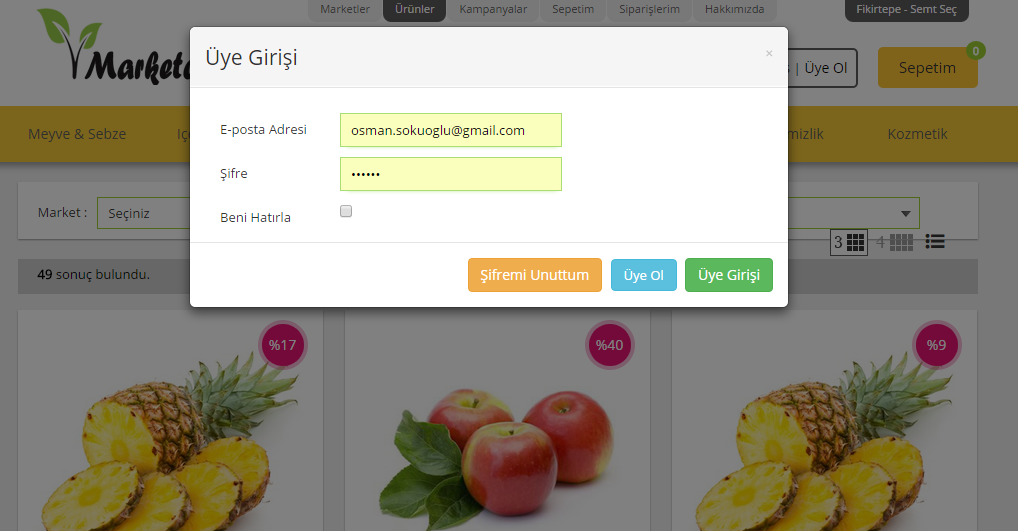 Marketler Ürünler Kampanyalar Sepetim Siparişlerim Hakkımızda Fikirtepe - Semt Seç
Üye Girişi ×
| Üye Ol Sepetim 0
Meyve & Sebze Kozmetik
E-posta Adresi osman.sokuoglu@gmail.com
Şifre ••••••
Beni Hatırla
Market : Seçiniz
3 4
49 sonuç bulundu.
Şifremi Unuttum Üye Ol Üye Girişi
%17 %40 %9